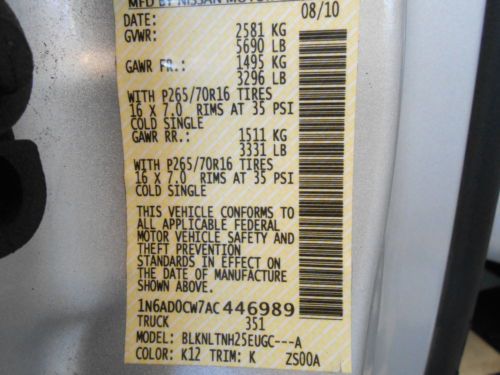 MFD BY NISSAN MOTOR
DATE: 08/10
GVWR: 2581 KG
5690 LB
GAWR FR.: 1495 KG
3296 LB
WITH P265/70R16 TIRES
16 X 7.0 RIMS AT 35 PSI
COLD SINGLE
GAWR RR.: 1511 KG
3331 LB
WITH P265/70R16 TIRES
16 X 7.0 RIMS AT 35 PSI
COLD SINGLE
THIS VEHICLE CONFORMS TO
ALL APPLICABLE FEDERAL
MOTOR VEHICLE SAFETY AND
THEFT PREVENTION
STANDARDS IN EFFECT ON
THE DATE OF MANUFACTURE
SHOWN ABOVE.
1N6AD0CW7AC446989
TRUCK 351
MODEL: BLKNLTNH25EUGC---A
COLOR: K12 TRIM: K ZS00A